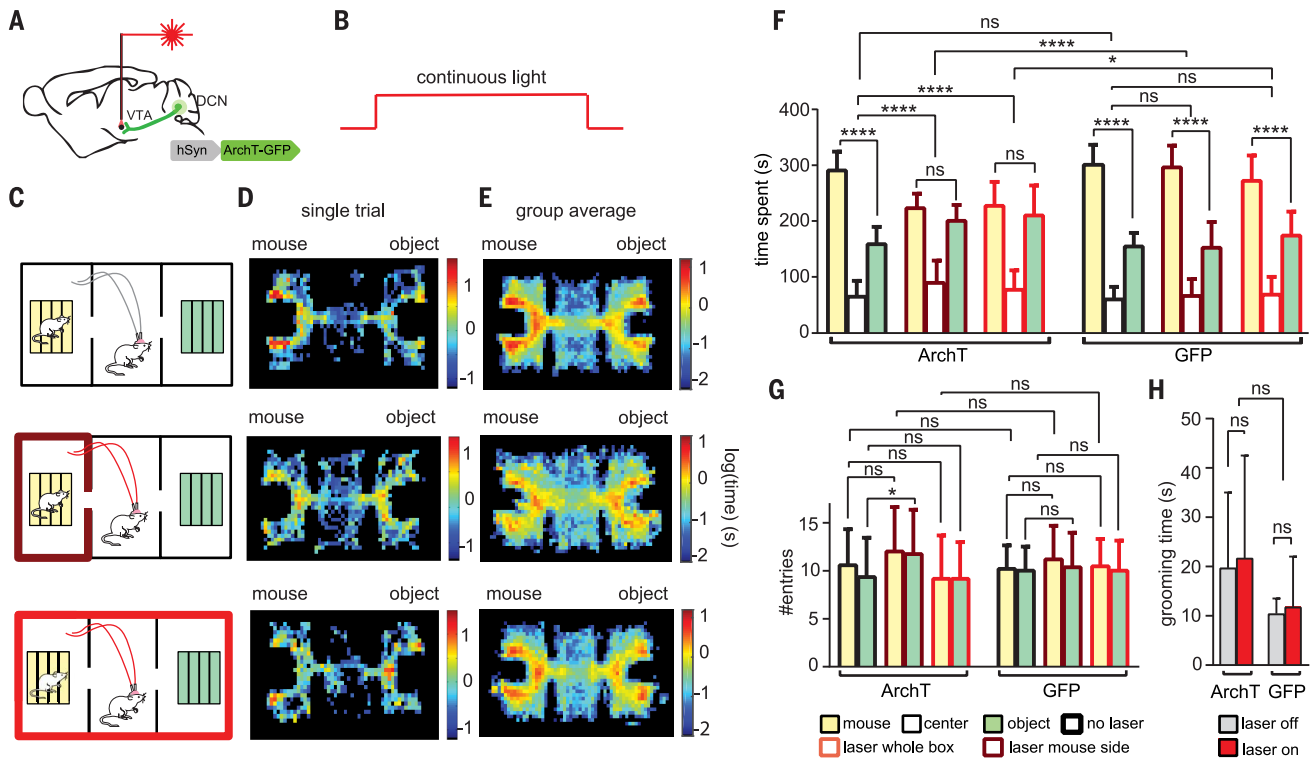 A
VTA
DCN
hSyn
ArchT-GFP
B
continuous light
C
D
single trial
mouse object
1
0
-1
mouse object
1
0
-1
mouse object
1
0
-1
E
group average
mouse object
1
0
-1
-2
mouse object
1
0
-1
-2
log(time) (s)
mouse object
1
0
-1
-2
F
ns
****
*
ns
**** ns
****
**** ns ns **** **** ****
time spent (s)
400
300
200
100
0
ArchT GFP
G
ns
ns
ns
ns
ns ns
ns ns
* ns
#entries
15
10
5
0
ArchT GFP
H
ns
ns
ns
grooming time (s)
50
40
30
20
10
0
ArchT GFP
mouse center object no laser
laser whole box laser mouse side
laser off
laser on